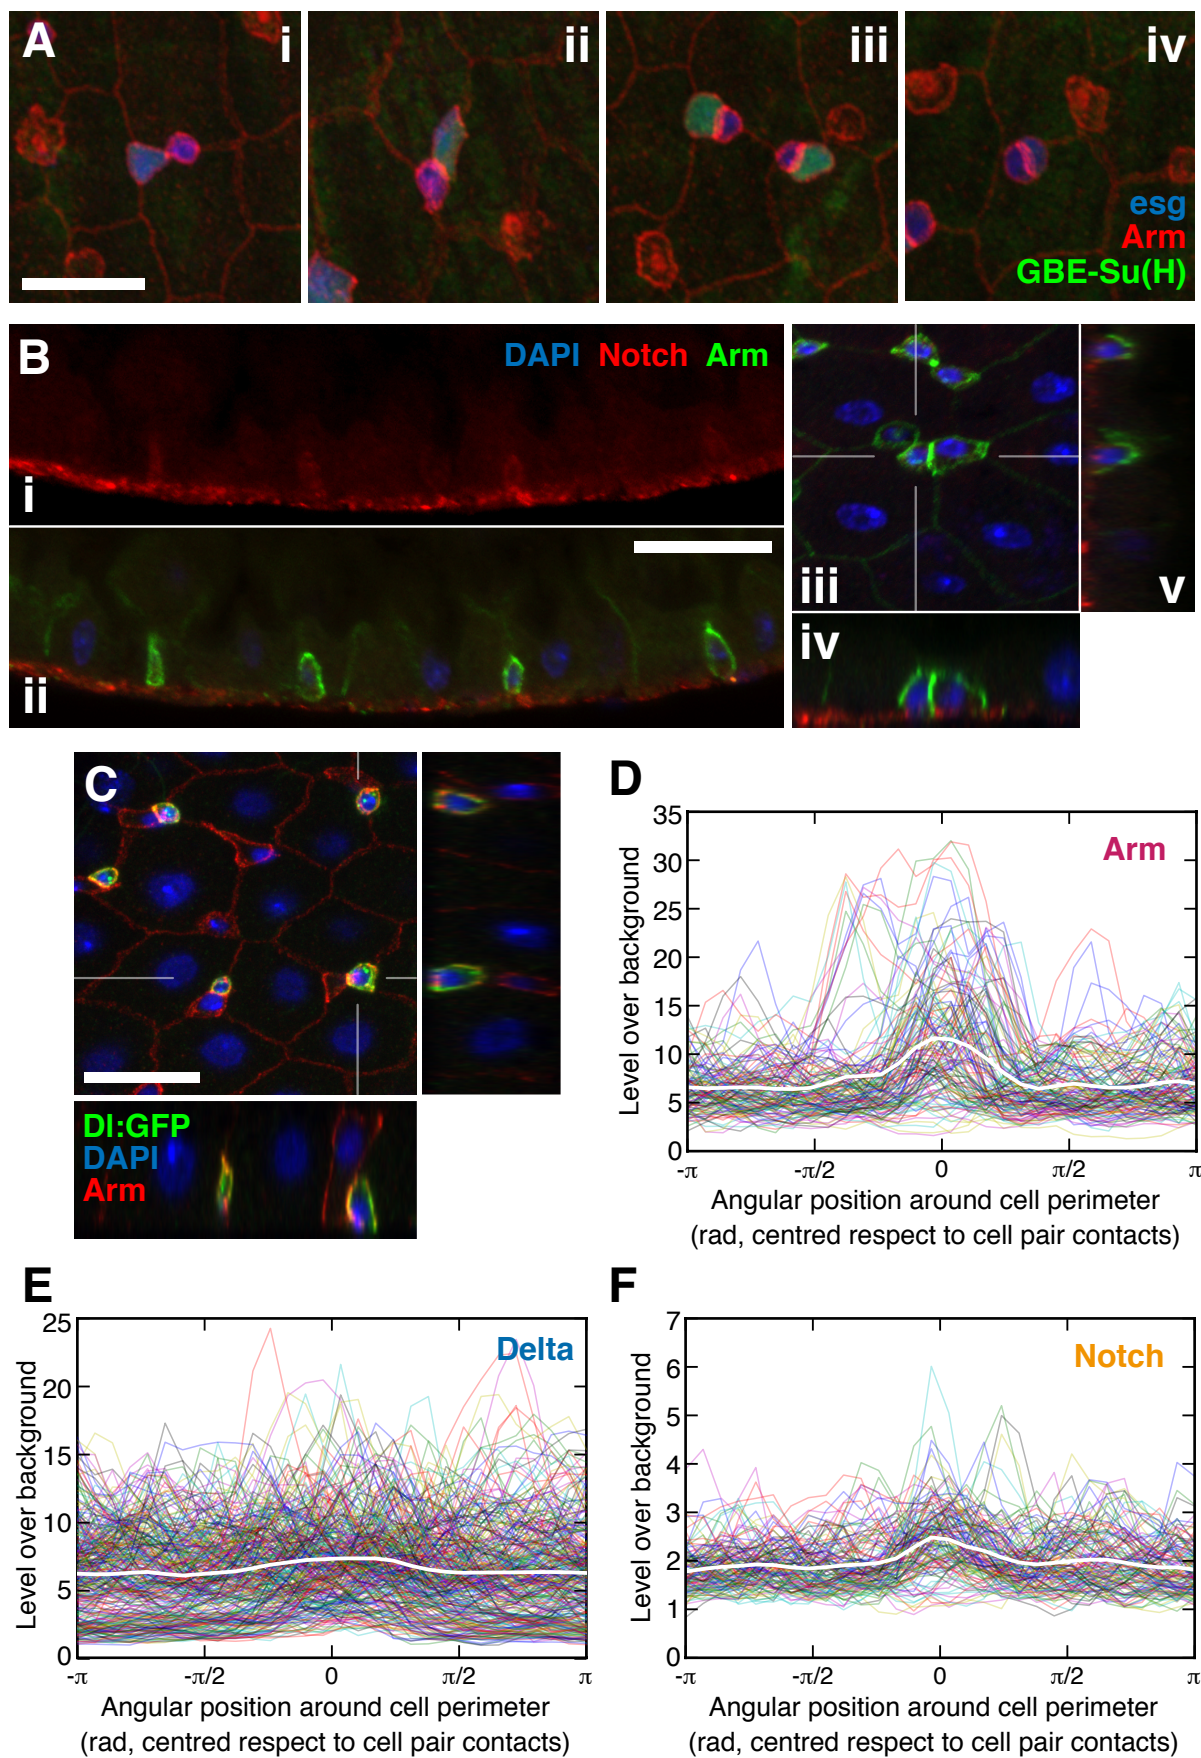 A
i
ii
iii
iv
esg
Arm
GBE-Su(H)
B
DAPI Notch Arm
i
ii
iii
iv
v
C
Dl:GFP
DAPI
Arm
D
Arm
Level over background
35
30
25
20
15
10
5
0
-π -π/2 0 π/2 π
Angular position around cell perimeter
(rad, centred respect to cell pair contacts)
E
Delta
Level over background
25
20
15
10
5
0
-π -π/2 0 π/2 π
Angular position around cell perimeter
(rad, centred respect to cell pair contacts)
F
Notch
Level over background
7
6
5
4
3
2
1
0
-π -π/2 0 π/2 π
Angular position around cell perimeter
(rad, centred respect to cell pair contacts)